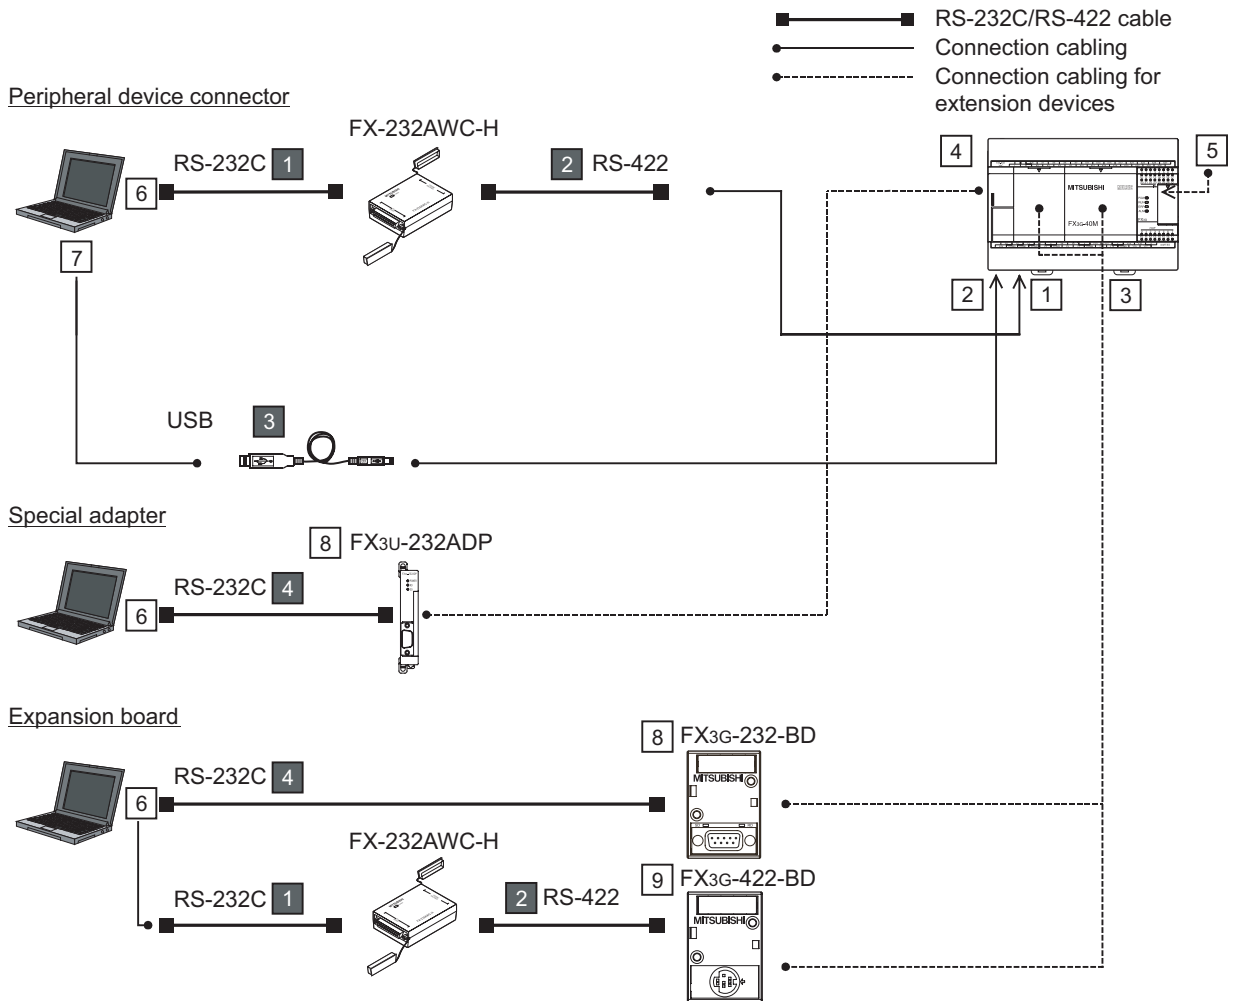 RS-232C/RS-422 cable
Connection cabling
Connection cabling for
extension devices
Peripheral device connector
FX-232AWC-H
RS-232C 1
2 RS-422
6
7
4
5
MITSUBISHI
FX3G-40M
2
1
3
USB 3
Special adapter
8 FX3U-232ADP
RS-232C 4
6
Expansion board
8 FX3G-232-BD
RS-232C 4
6
MITSUBISHI
FX-232AWC-H
9 FX3G-422-BD
RS-232C 1
2 RS-422
MITSUBISHI